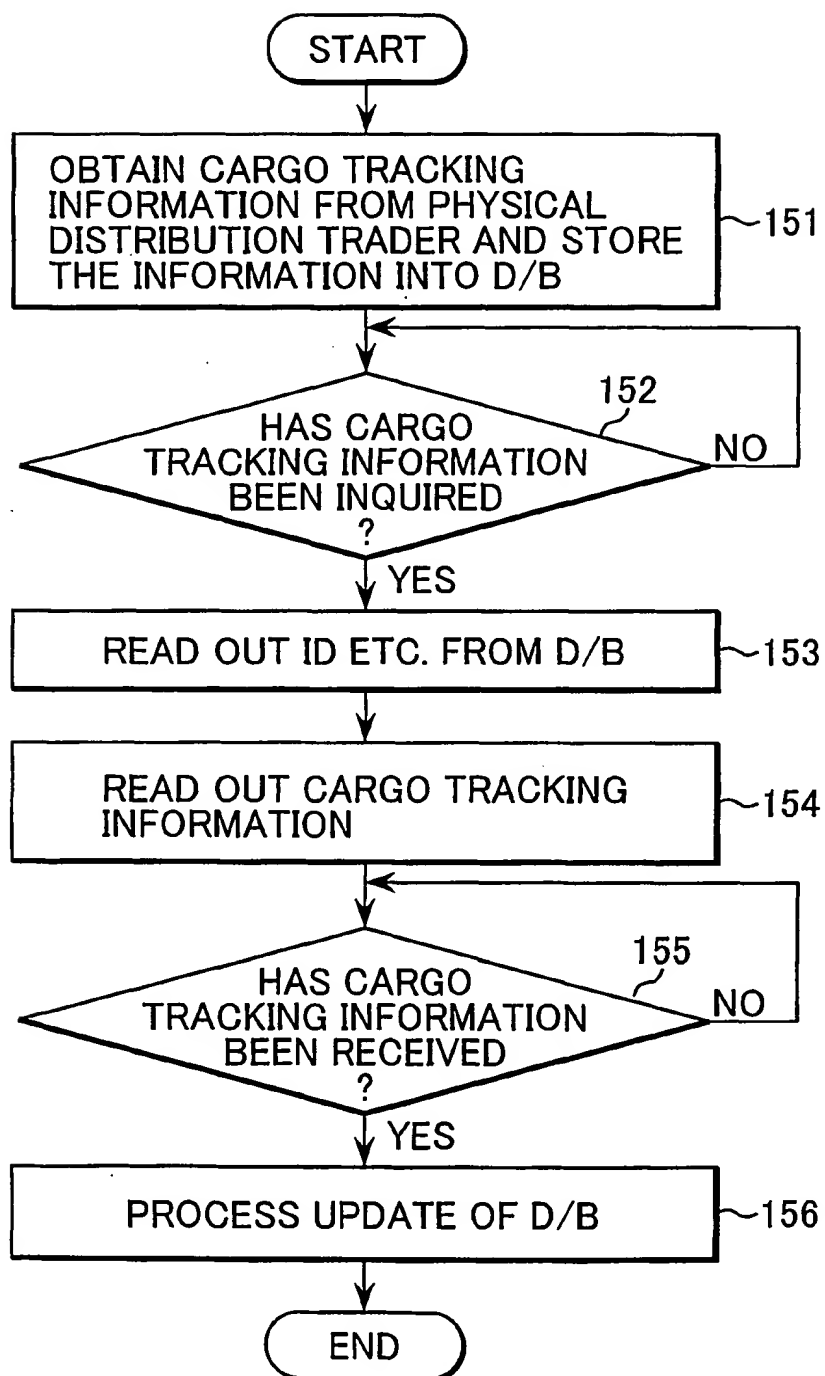 START
OBTAIN CARGO TRACKING
INFORMATION FROM PHYSICAL
DISTRIBUTION TRADER AND STORE
THE INFORMATION INTO D/B
151
152
HAS CARGO
TRACKING INFORMATION
BEEN INQUIRED
?
NO
YES
READ OUT ID ETC. FROM D/B
153
READ OUT CARGO TRACKING
INFORMATION
154
155
HAS CARGO
TRACKING INFORMATION
BEEN RECEIVED
?
NO
YES
PROCESS UPDATE OF D/B
156
END